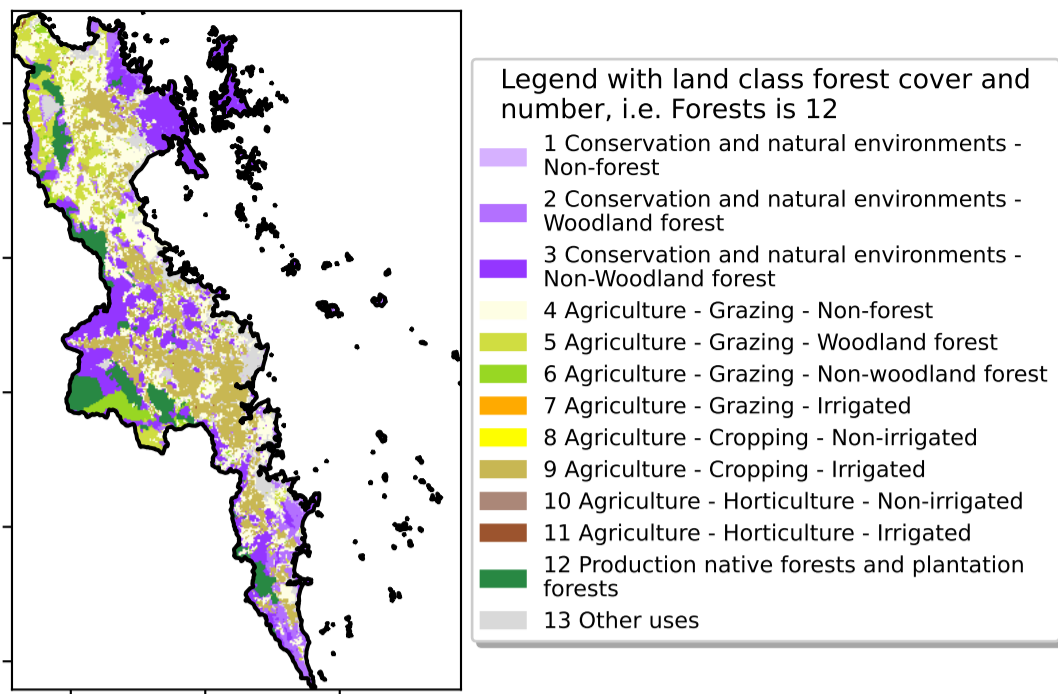 Legend with land class forest cover and
number, i.e. Forests is 12
1 Conservation and natural environments -
Non-forest
2 Conservation and natural environments -
Woodland forest
3 Conservation and natural environments -
Non-Woodland forest
4 Agriculture - Grazing - Non-forest
5 Agriculture - Grazing - Woodland forest
6 Agriculture - Grazing - Non-woodland forest
7 Agriculture - Grazing - Irrigated
8 Agriculture - Cropping - Non-irrigated
9 Agriculture - Cropping - Irrigated
10 Agriculture - Horticulture - Non-irrigated
11 Agriculture - Horticulture - Irrigated
12 Production native forests and plantation
forests
13 Other uses